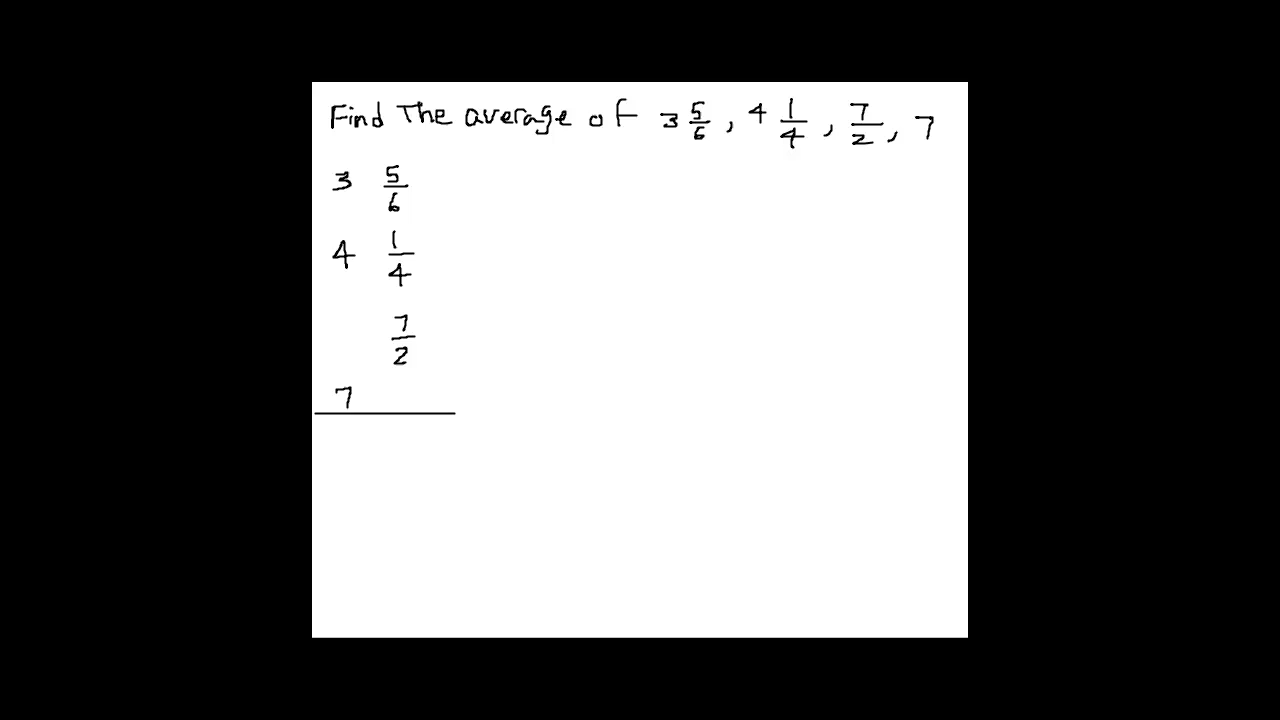 Find The average of 3 5/6, 4 1/4, 7/2, 7
3 5/6
4 1/4
7/2
7